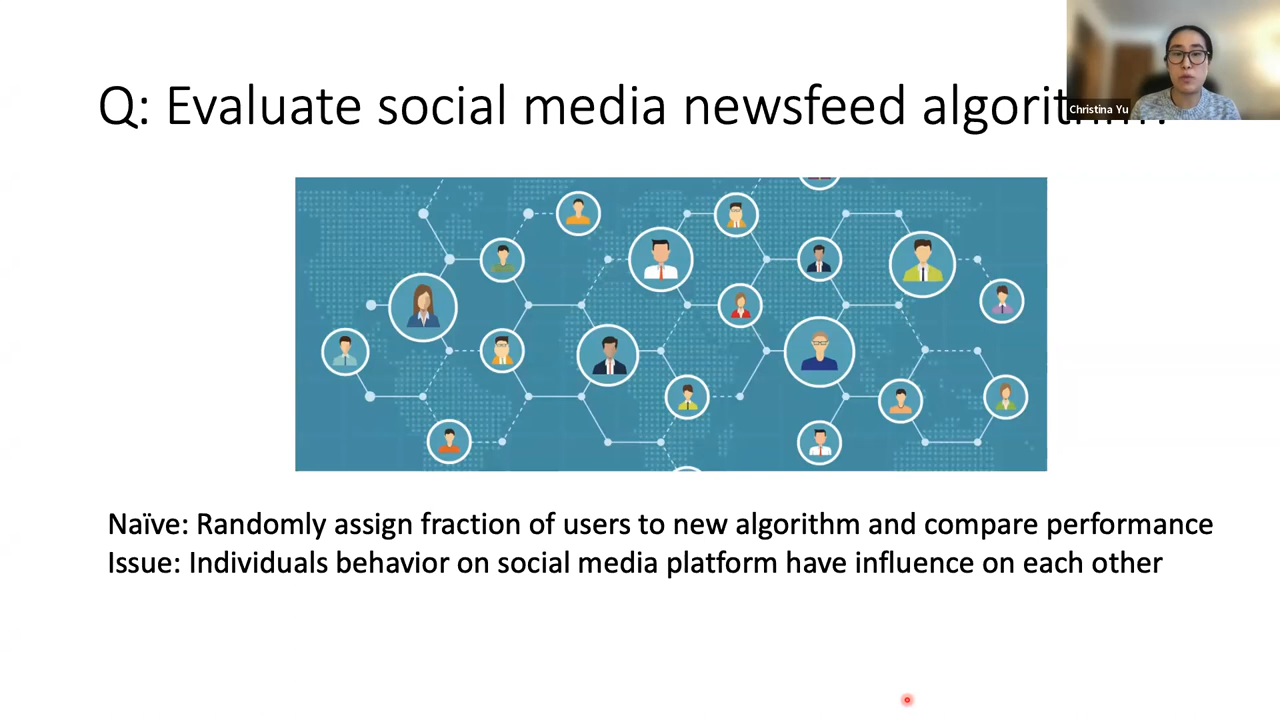 Q: Evaluate social media newsfeed
Christina Yu
Naïve: Randomly assign fraction of users to new algorithm and compare performance
Issue: Individuals behavior on social media platform have influence on each other